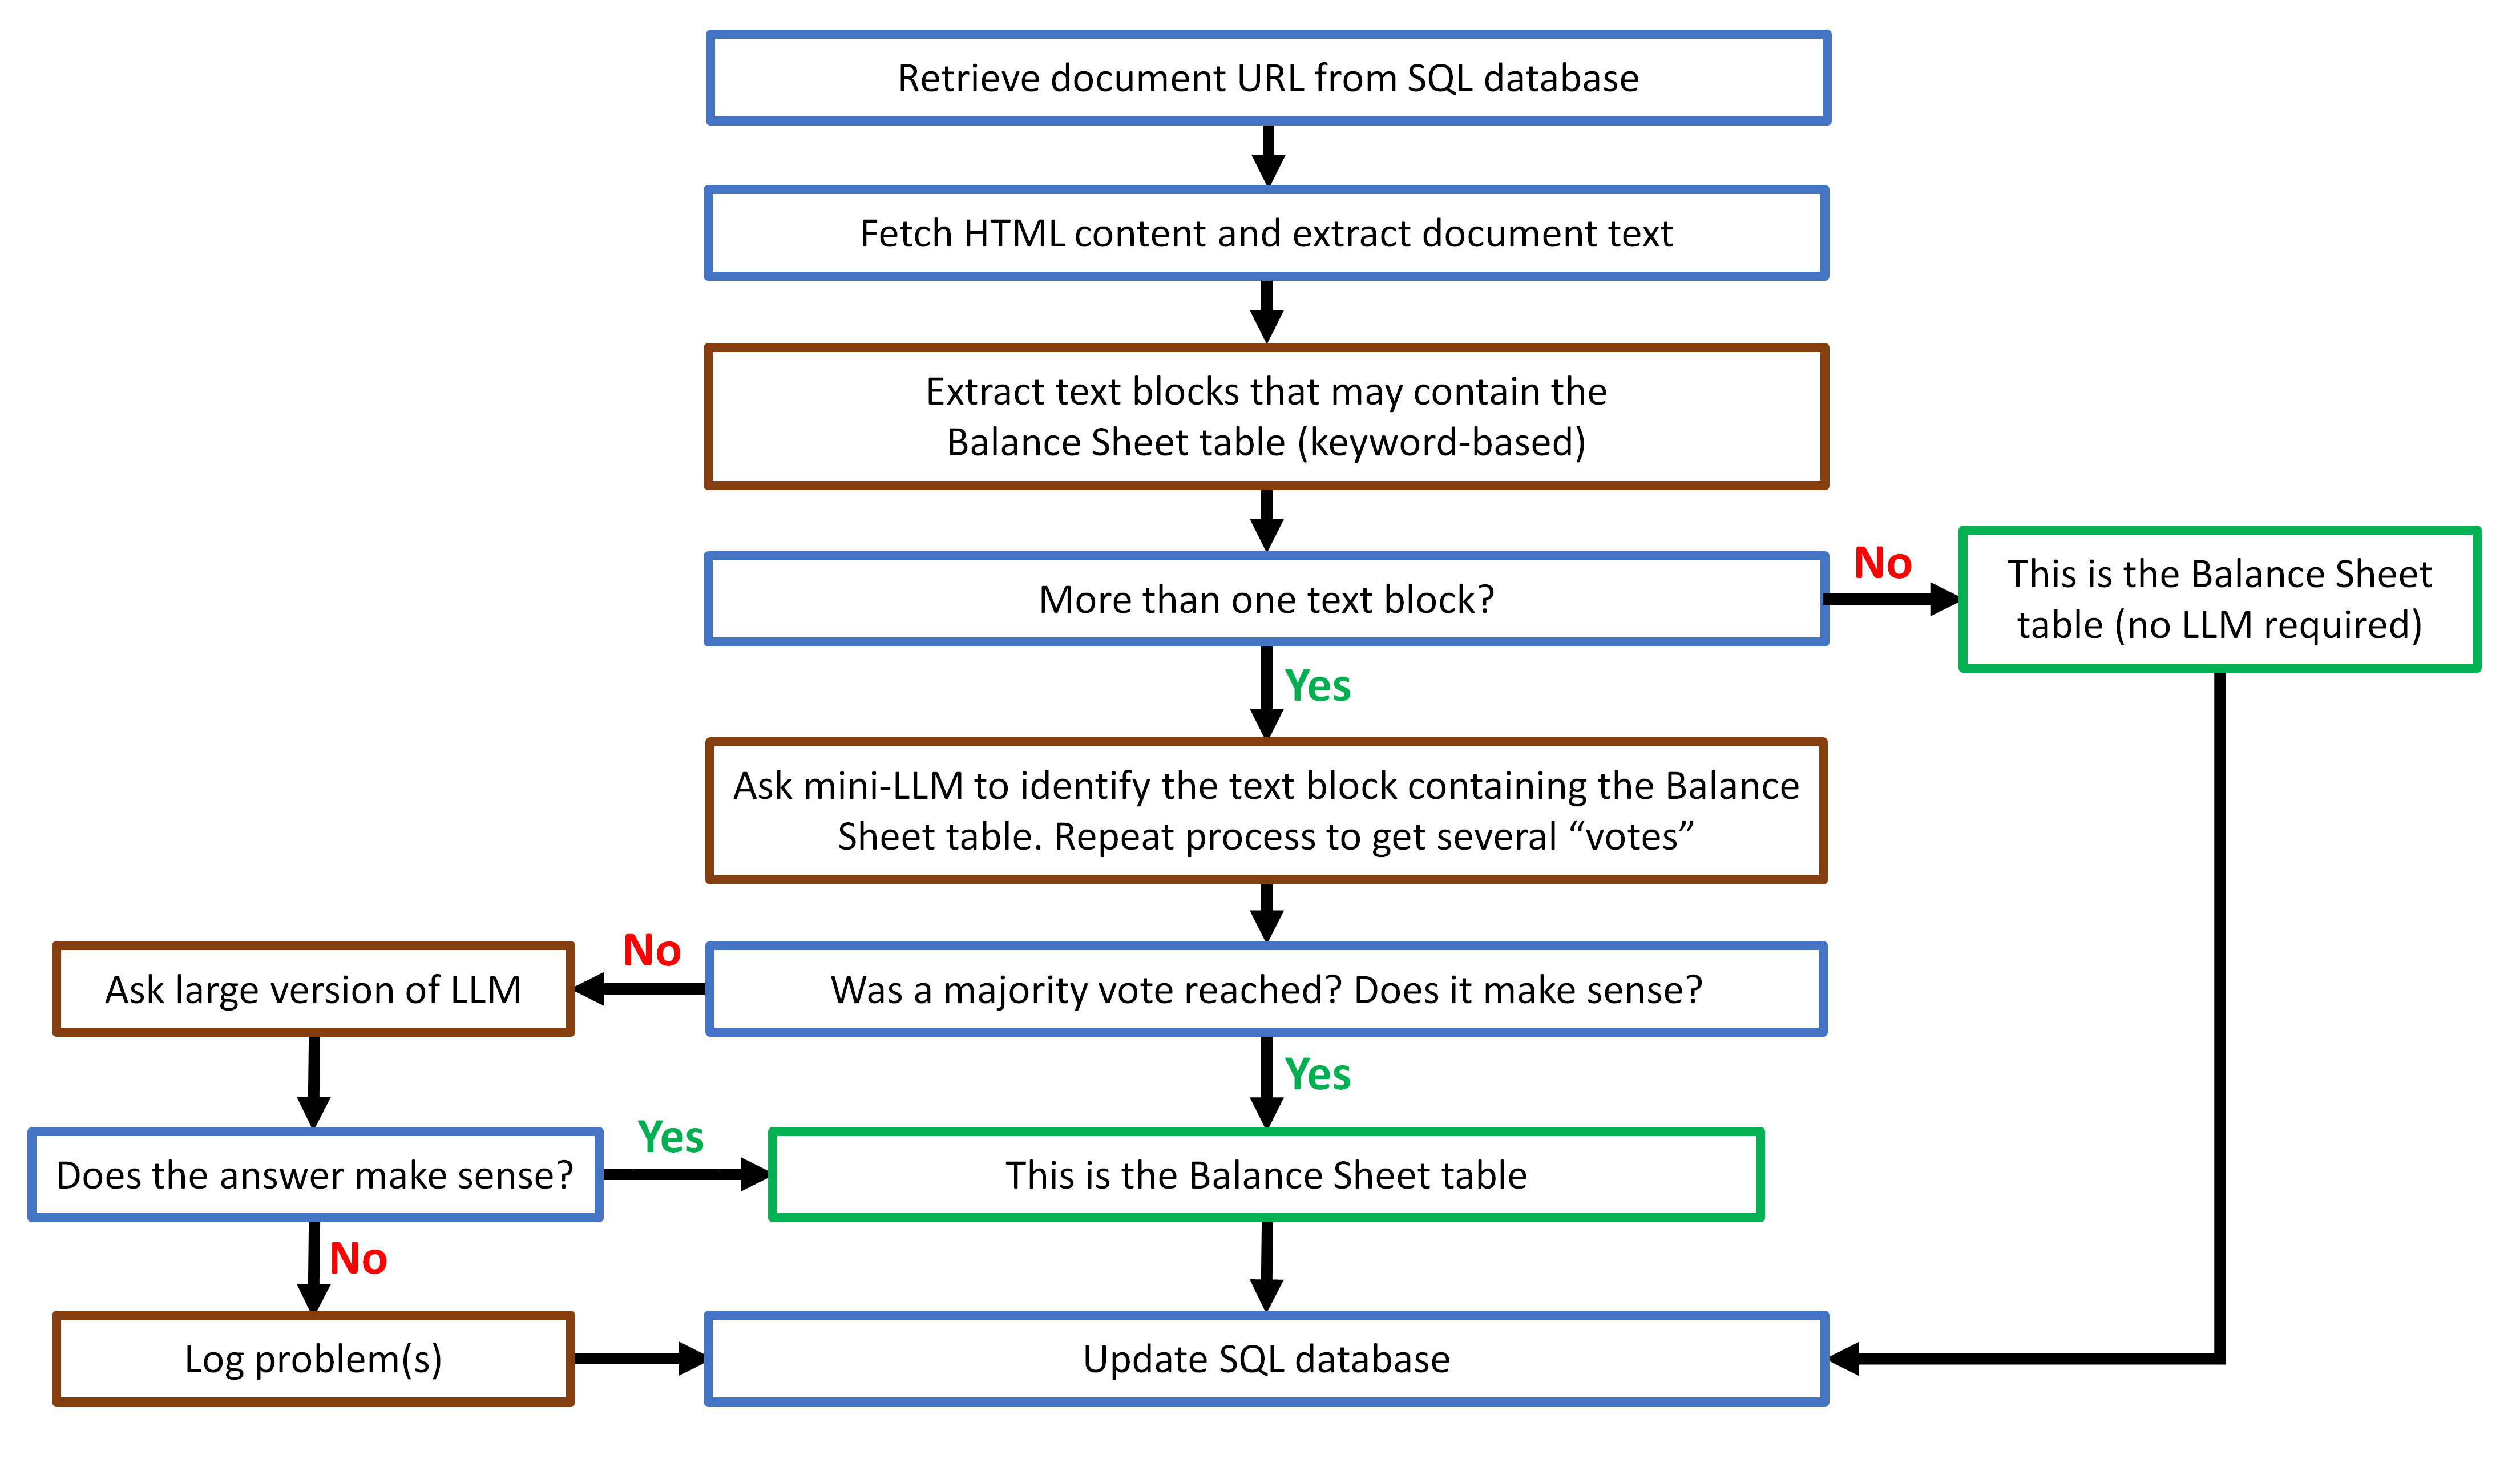 Retrieve document URL from SQL database
Fetch HTML content and extract document text
Extract text blocks that may contain the
Balance Sheet table (keyword-based)
More than one text block?
No
This is the Balance Sheet
table (no LLM required)
Yes
Ask mini-LLM to identify the text block containing the Balance
Sheet table. Repeat process to get several “votes”
Was a majority vote reached? Does it make sense?
No
Ask large version of LLM
Yes
Does the answer make sense?
Yes
This is the Balance Sheet table
No
Log problem(s)
Update SQL database